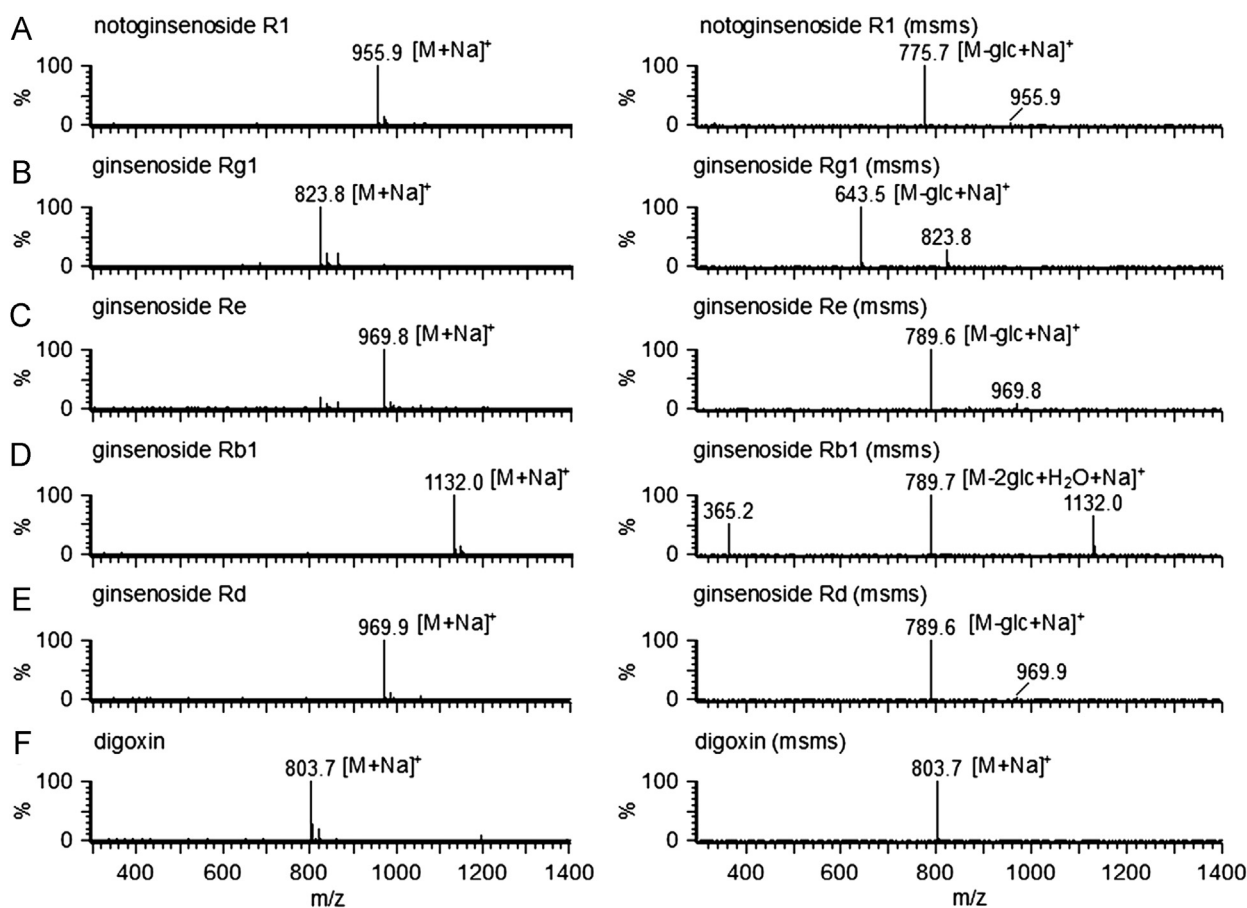 A
notoginsenoside R1
955.9 [M+Na]+
100
%
0
notoginsenoside R1 (msms)
775.7 [M-glc+Na]+
955.9
100
%
0
B
ginsenoside Rg1
823.8 [M+Na]+
100
%
0
ginsenoside Rg1 (msms)
643.5 [M-glc+Na]+
823.8
100
%
0
C
ginsenoside Re
969.8 [M+Na]+
100
%
0
ginsenoside Re (msms)
789.6 [M-glc+Na]+
969.8
100
%
0
D
ginsenoside Rb1
1132.0 [M+Na]+
100
%
0
ginsenoside Rb1 (msms)
789.7 [M-2glc+H₂O+Na]+
365.2
1132.0
100
%
0
E
ginsenoside Rd
969.9 [M+Na]+
100
%
0
ginsenoside Rd (msms)
789.6 [M-glc+Na]+
969.9
100
%
0
F
digoxin
803.7 [M+Na]+
100
%
0
400 600 800 1000 1200 1400
m/z
digoxin (msms)
803.7 [M+Na]+
100
%
0
400 600 800 1000 1200 1400
m/z